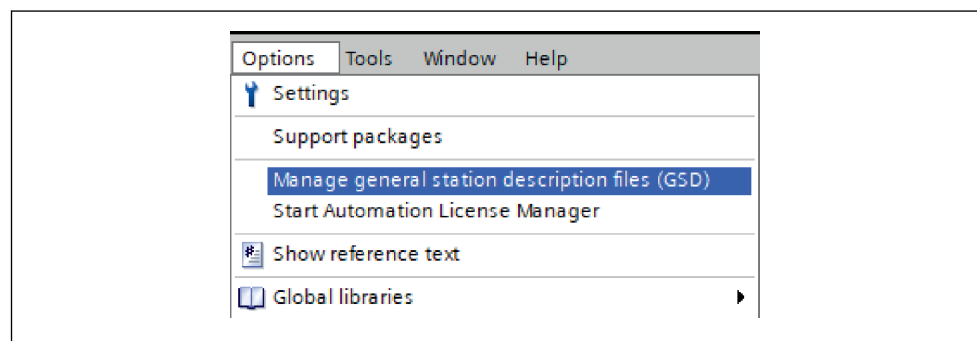 Options Tools Window Help
Settings
Support packages
Manage general station description files (GSD)
Start Automation License Manager
Show reference text
Global libraries